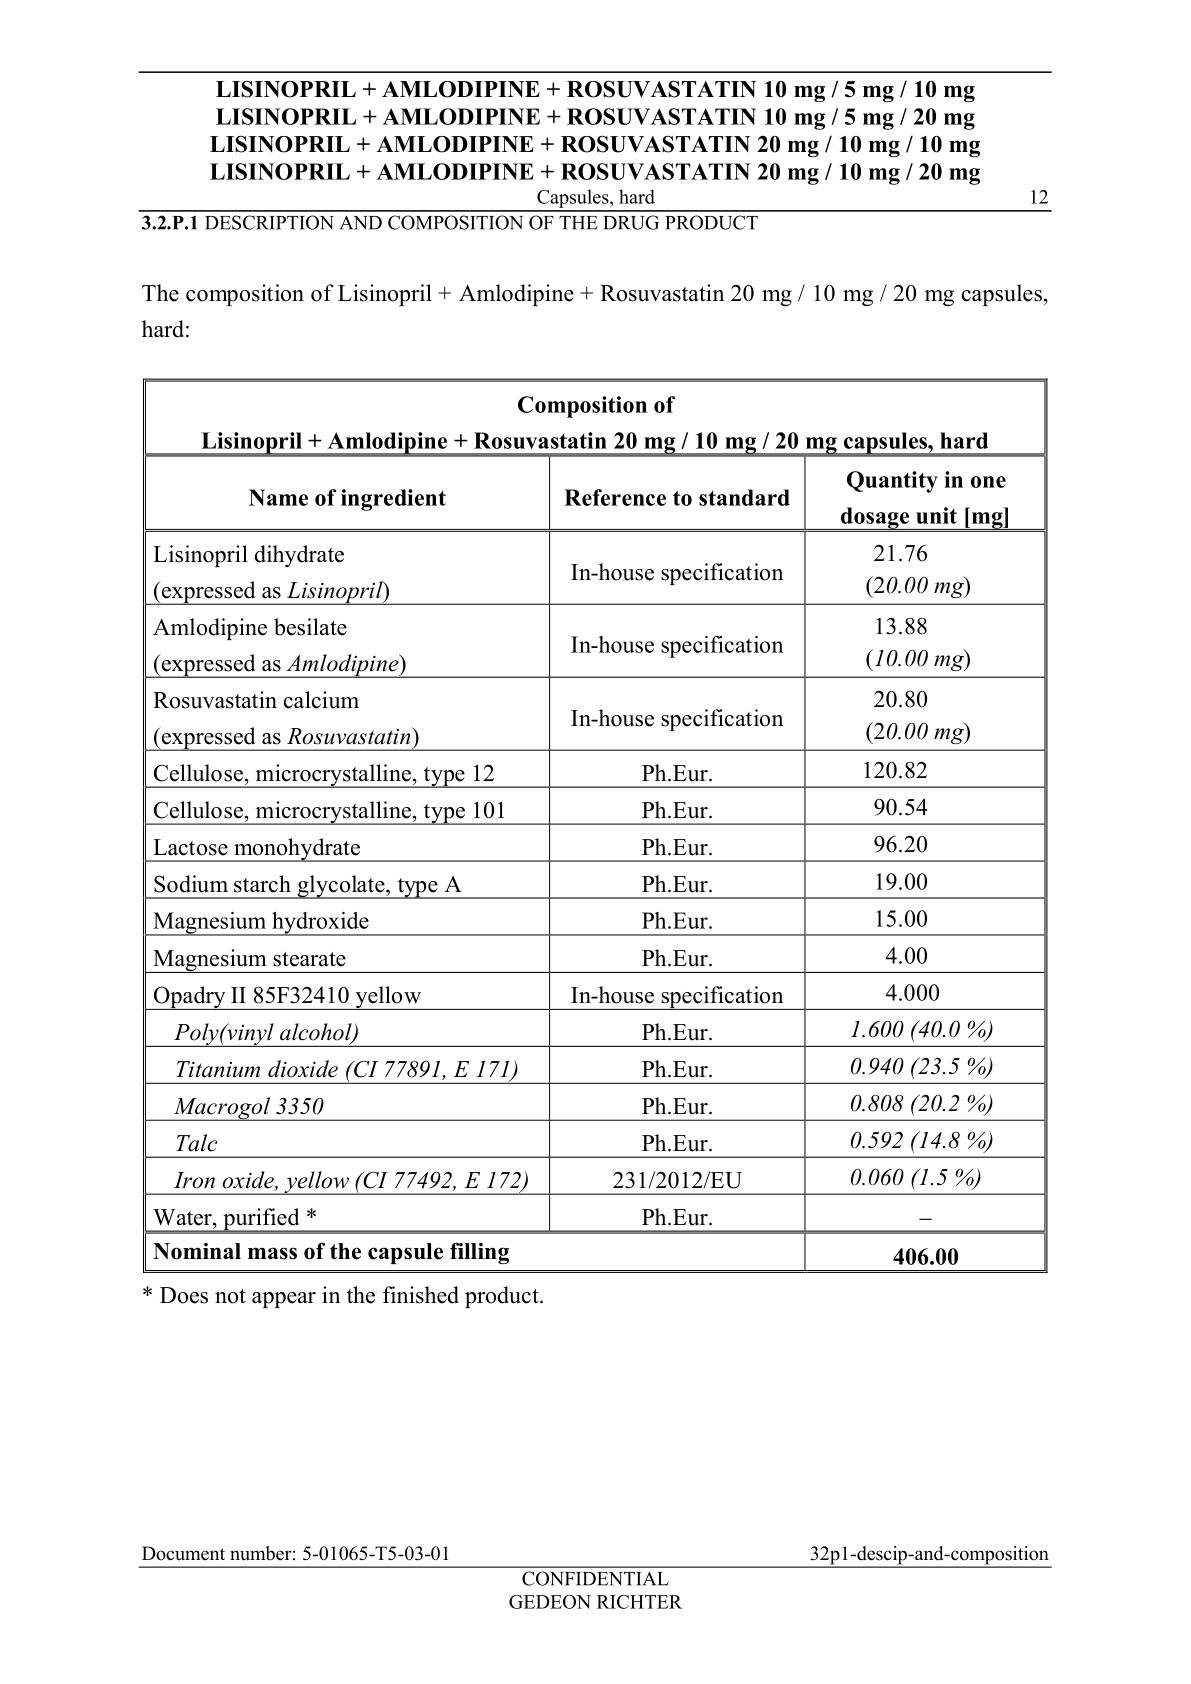 LISINOPRIL + AMLODIPINE + ROSUVASTATIN 10 mg / 5 mg / 10 mg
LISINOPRIL + AMLODIPINE + ROSUVASTATIN 10 mg / 5 mg / 20 mg
LISINOPRIL + AMLODIPINE + ROSUVASTATIN 20 mg / 10 mg / 10 mg
LISINOPRIL + AMLODIPINE + ROSUVASTATIN 20 mg / 10 mg / 20 mg
Capsules, hard 12
3.2.P.1 DESCRIPTION AND COMPOSITION OF THE DRUG PRODUCT
The composition of Lisinopril + Amlodipine + Rosuvastatin 20 mg / 10 mg / 20 mg capsules,
hard:
Composition of
Lisinopril + Amlodipine + Rosuvastatin 20 mg / 10 mg / 20 mg capsules, hard
Name of ingredient Reference to standard Quantity in one
dosage unit [mg]
Lisinopril dihydrate In-house specification 21.76
(expressed as Lisinopril) (20.00 mg)
Amlodipine besilate In-house specification 13.88
(expressed as Amlodipine) (10.00 mg)
Rosuvastatin calcium In-house specification 20.80
(expressed as Rosuvastatin) (20.00 mg)
Cellulose, microcrystalline, type 12 Ph.Eur. 120.82
Cellulose, microcrystalline, type 101 Ph.Eur. 90.54
Lactose monohydrate Ph.Eur. 96.20
Sodium starch glycolate, type A Ph.Eur. 19.00
Magnesium hydroxide Ph.Eur. 15.00
Magnesium stearate Ph.Eur. 4.00
Opadry II 85F32410 yellow In-house specification 4.000
Poly(vinyl alcohol) Ph.Eur. 1.600 (40.0 %)
Titanium dioxide (CI 77891, E 171) Ph.Eur. 0.940 (23.5 %)
Macrogol 3350 Ph.Eur. 0.808 (20.2 %)
Talc Ph.Eur. 0.592 (14.8 %)
Iron oxide, yellow (CI 77492, E 172) 231/2012/EU 0.060 (1.5 %)
Water, purified * Ph.Eur. –
Nominal mass of the capsule filling 406.00
* Does not appear in the finished product.
Document number: 5-01065-T5-03-01 32p1-descip-and-composition
CONFIDENTIAL
GEDEON RICHTER